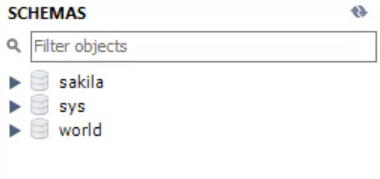 SCHEMAS
Filter objects
sakila
sys
world